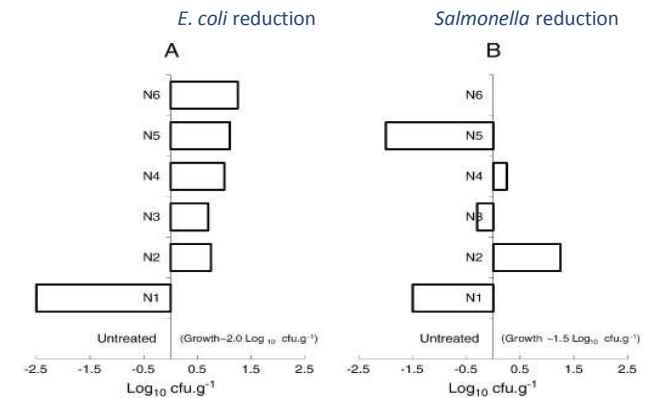 E. coli reduction
Salmonella reduction
A
B
N6
N5
N4
N3
N2
N1
Untreated
(Growth~2.0 Log 10 cfu.g-1)
-2.5 -1.5 -0.5 0.5 1.5 2.5
Log10 cfu.g-1
N6
N5
N4
N3
N2
N1
Untreated
(Growth ~1.5 Log10 cfu.g-1)
-2.5 -1.5 -0.5 0.5 1.5 2.5
Log10 cfu.g-1